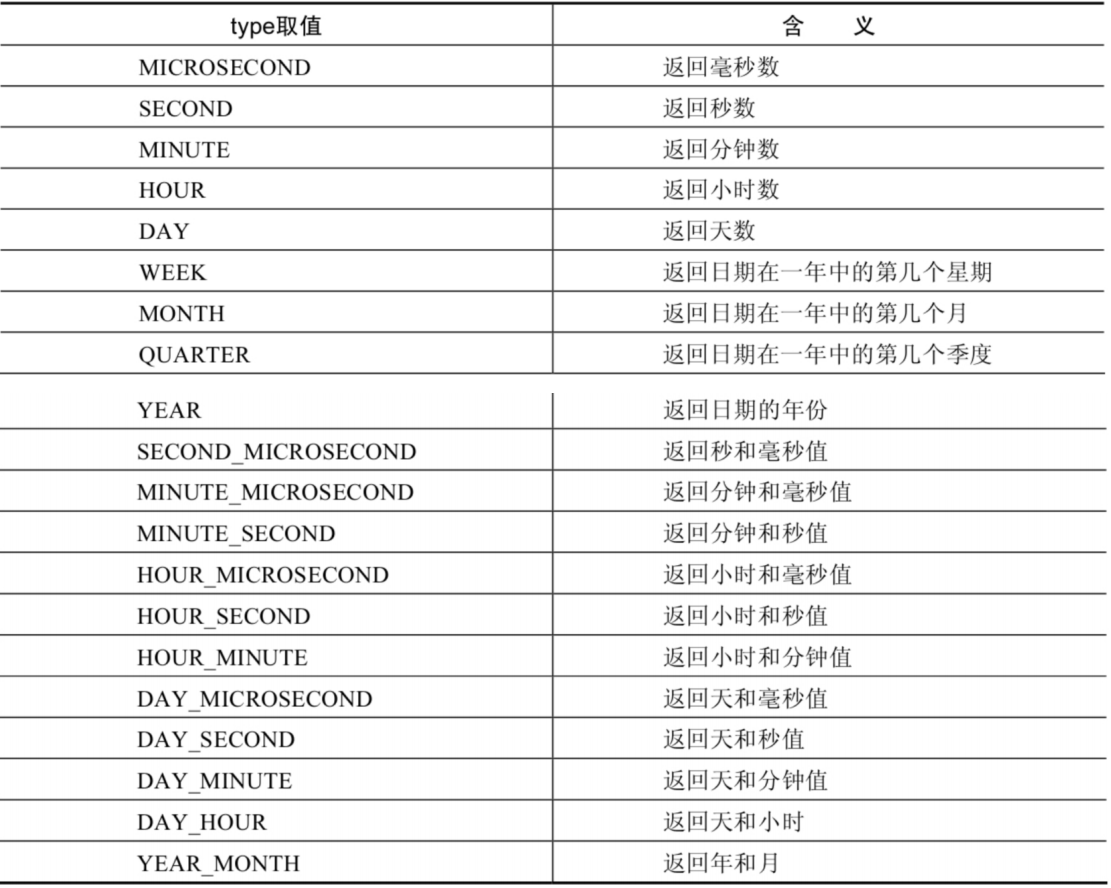 type取值 含 义
MICROSECOND 返回毫秒数
SECOND 返回秒数
MINUTE 返回分钟数
HOUR 返回小时数
DAY 返回天数
WEEK 返回日期在一年中的第几个星期
MONTH 返回日期在一年中的第几个月
QUARTER 返回日期在一年中的第几个季度
YEAR 返回日期的年份
SECOND_MICROSECOND 返回秒和毫秒值
MINUTE_MICROSECOND 返回分钟和毫秒值
MINUTE_SECOND 返回分钟和秒值
HOUR_MICROSECOND 返回小时和毫秒值
HOUR_SECOND 返回小时和秒值
HOUR_MINUTE 返回小时和分钟值
DAY_MICROSECOND 返回天和毫秒值
DAY_SECOND 返回天和秒值
DAY_MINUTE 返回天和分钟值
DAY_HOUR 返回天和小时
YEAR_MONTH 返回年和月